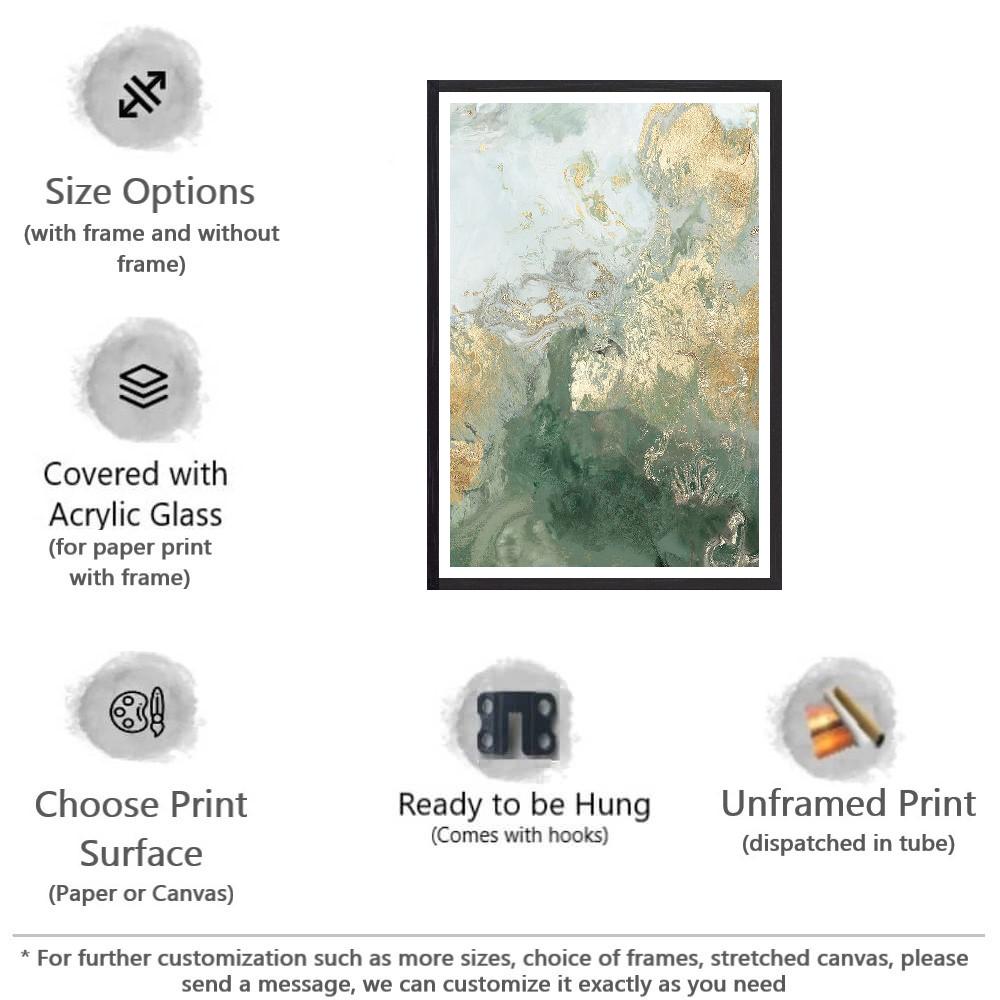 Size Options
(with frame and without
frame)
Covered with
Acrylic Glass
(for paper print
with frame)
Choose Print
Surface
(Paper or Canvas)
Ready to be Hung
(Comes with hooks)
Unframed Print
(dispatched in tube)
* For further customization such as more sizes, choice of frames, stretched canvas, please
send a message, we can customize it exactly as you need